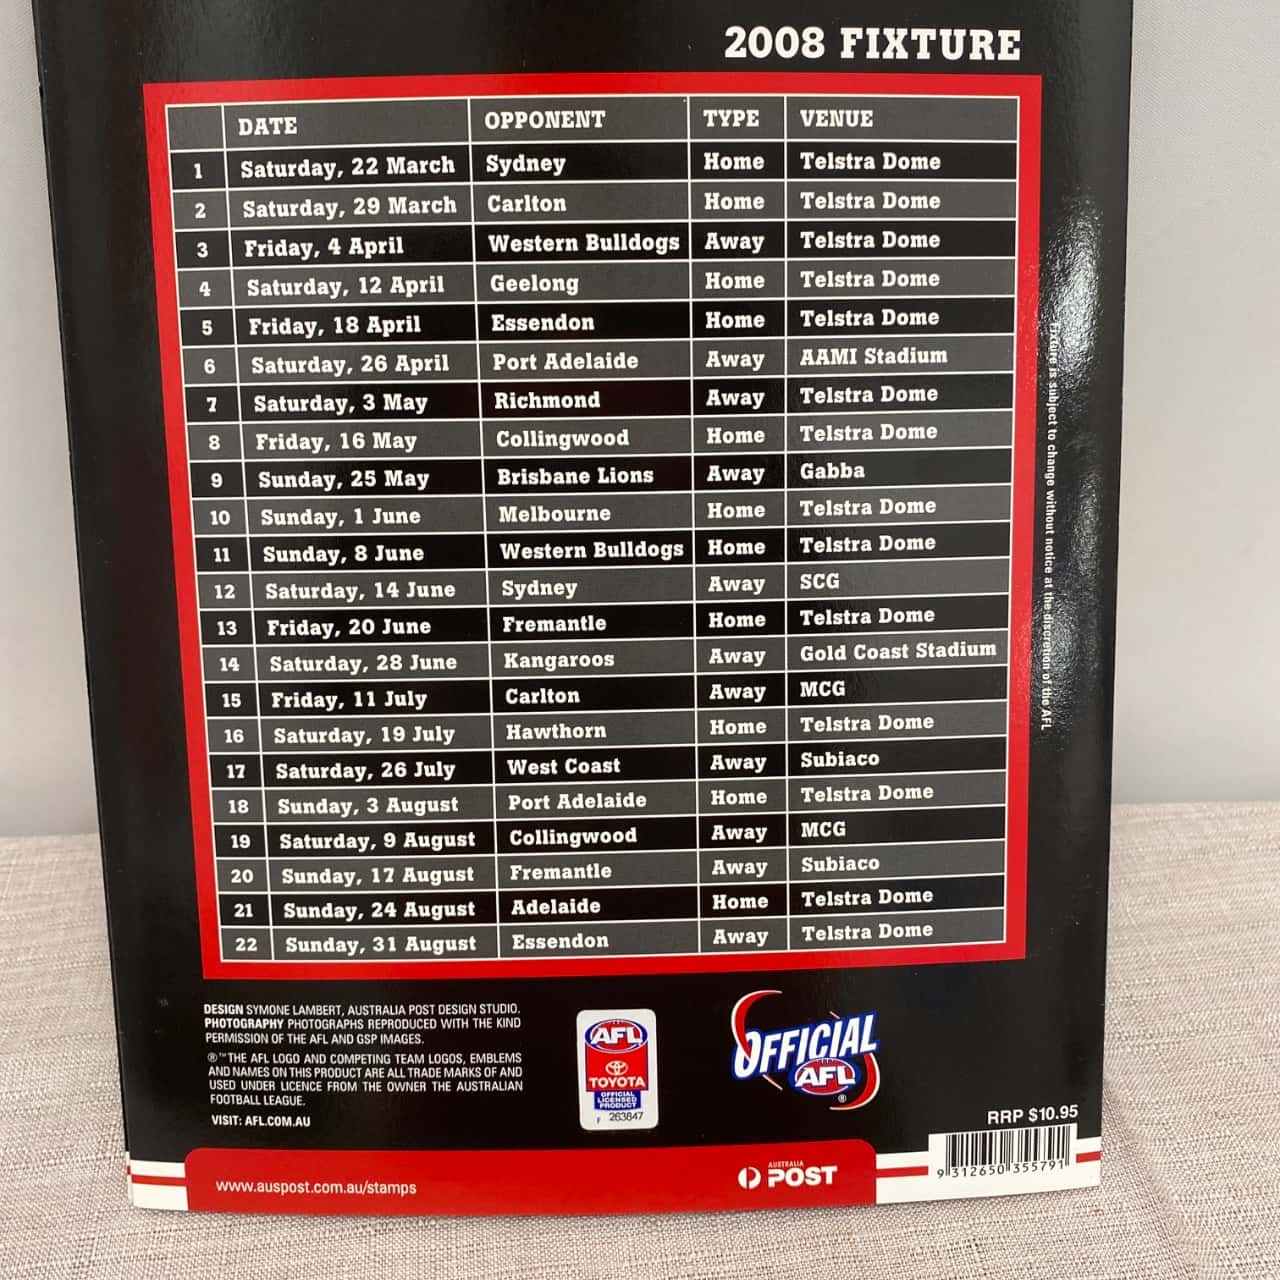 2008 FIXTURE
DATE OPPONENT TYPE VENUE
1 Saturday, 22 March Sydney Home Telstra Dome
2 Saturday, 29 March Carlton Home Telstra Dome
3 Friday, 4 April Western Bulldogs Away Telstra Dome
4 Saturday, 12 April Geelong Home Telstra Dome
5 Friday, 18 April Essendon Home Telstra Dome
6 Saturday, 26 April Port Adelaide Away AAMI Stadium
7 Saturday, 3 May Richmond Away Telstra Dome
8 Friday, 16 May Collingwood Home Telstra Dome
9 Sunday, 25 May Brisbane Lions Away Gabba
10 Sunday, 1 June Melbourne Home Telstra Dome
11 Sunday, 8 June Western Bulldogs Home Telstra Dome
12 Saturday, 14 June Sydney Away SCG
13 Friday, 20 June Fremantle Home Telstra Dome
14 Saturday, 28 June Kangaroos Away Gold Coast Stadium
15 Friday, 11 July Carlton Away MCG
16 Saturday, 19 July Hawthorn Home Telstra Dome
17 Saturday, 26 July West Coast Away Subiaco
18 Sunday, 3 August Port Adelaide Home Telstra Dome
19 Saturday, 9 August Collingwood Away MCG
20 Sunday, 17 August Fremantle Away Subiaco
21 Sunday, 24 August Adelaide Home Telstra Dome
22 Sunday, 31 August Essendon Away Telstra Dome
Fixture is subject to change without notice at the discretion of the AFL
DESIGN SYMONE LAMBERT, AUSTRALIA POST DESIGN STUDIO.
PHOTOGRAPHY PHOTOGRAPHS REPRODUCED WITH THE KIND
PERMISSION OF THE AFL AND GSP IMAGES.
®™THE AFL LOGO AND COMPETING TEAM LOGOS, EMBLEMS
AND NAMES ON THIS PRODUCT ARE ALL TRADE MARKS OF AND
USED UNDER LICENCE FROM THE OWNER THE AUSTRALIAN
FOOTBALL LEAGUE.
VISIT: AFL.COM.AU
AFL
TOYOTA
OFFICIAL
LICENSED
PRODUCT
F 263847
OFFICIAL
AFL
®
RRP $10.95
9 312650 355791
www.auspost.com.au/stamps
AUSTRALIA
POST